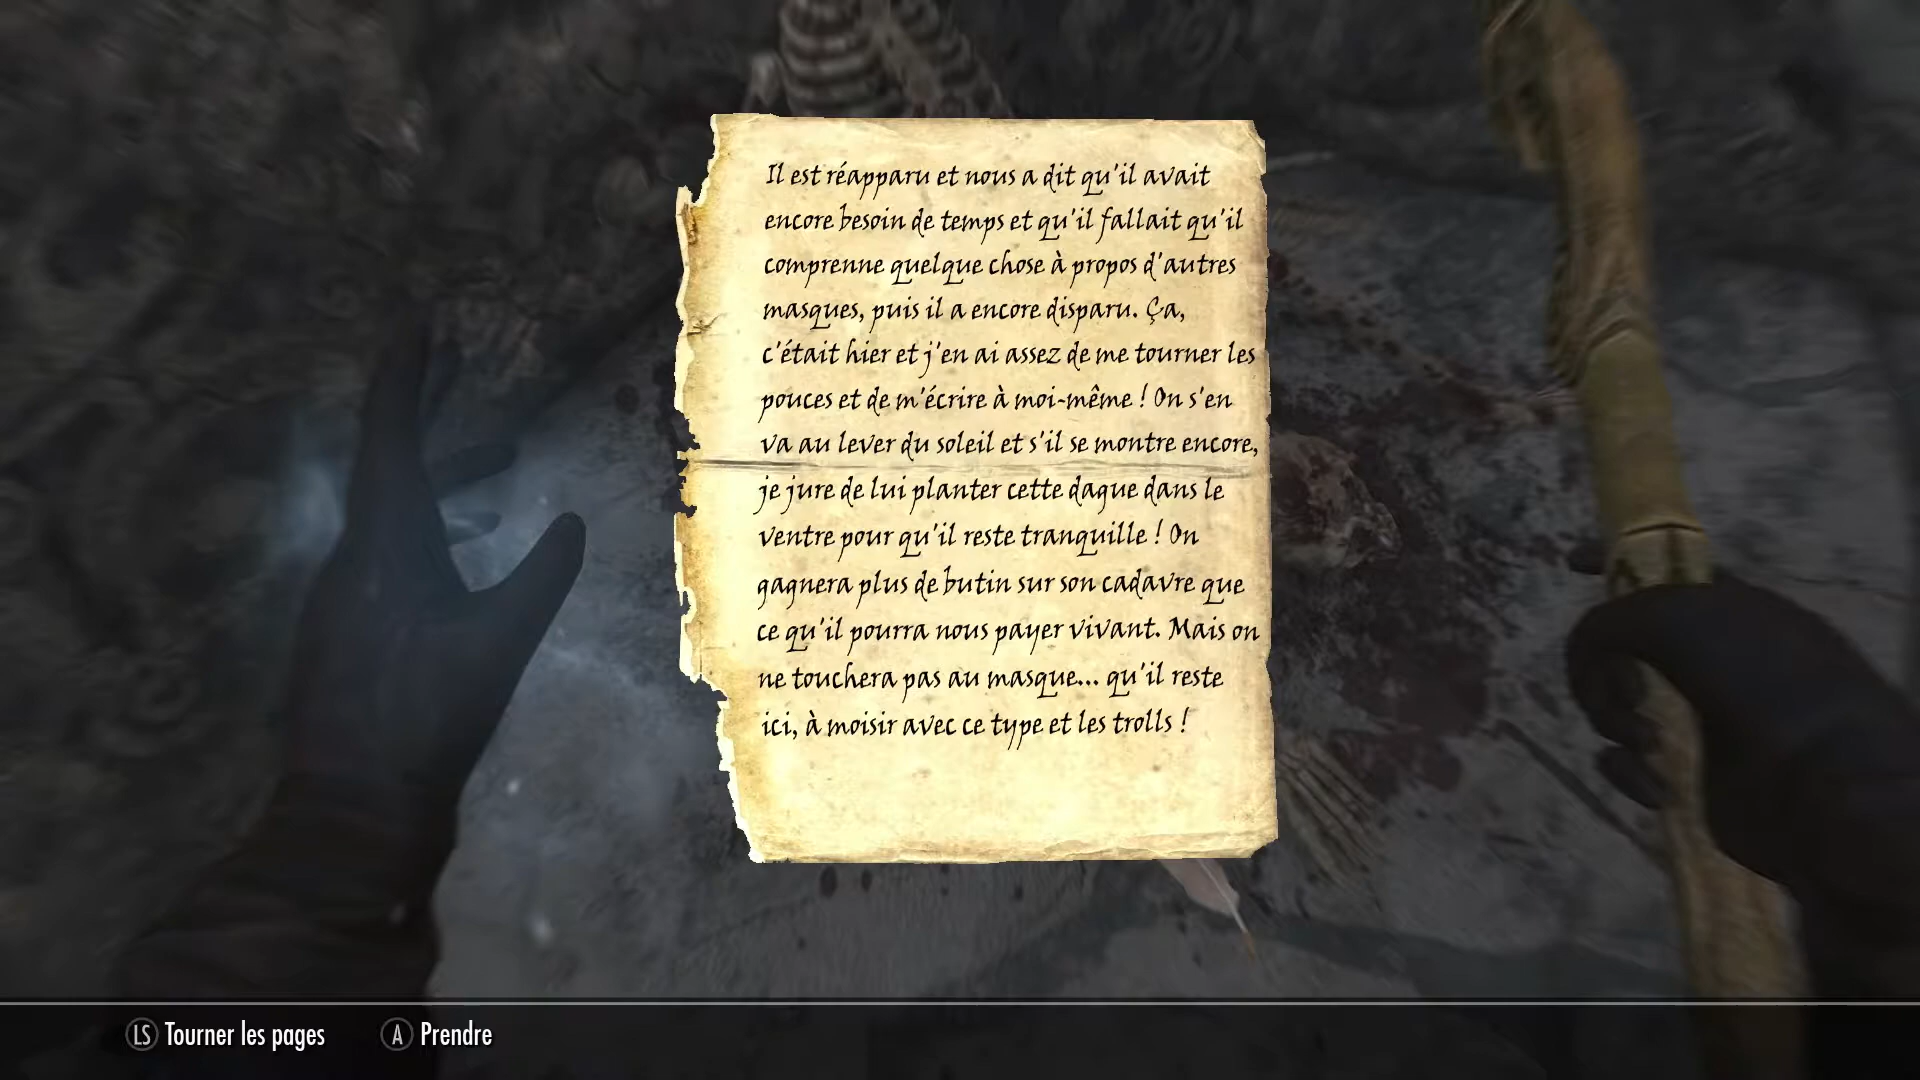 Il est réapparu et nous a dit qu'il avait
encore besoin de temps et qu'il fallait qu'il
comprenne quelque chose à propos d'autres
masques, puis il a encore disparu. Ça,
c'était hier et j'en ai assez de me tourner les
pouces et de m'écrire à moi-même ! On s'en
va au lever du soleil et s'il se montre encore,
je jure de lui planter cette dague dans le
ventre pour qu'il reste tranquille ! On
gagnera plus de butin sur son cadavre que
ce qu'il pourra nous payer vivant. Mais on
ne touchera pas au masque... qu'il reste
ici, à moisir avec ce type et les trolls !
LS Tourner les pages A Prendre